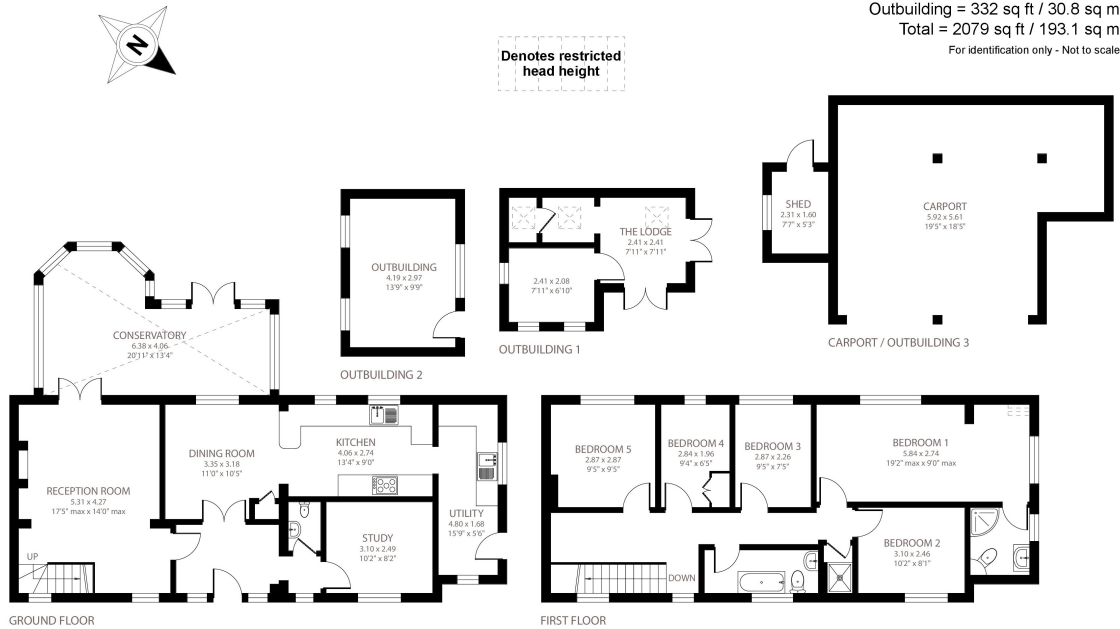 Outbuilding = 332 sq ft / 30.8 sq m
Total = 2079 sq ft / 193.1 sq m
For identification only - Not to scale
N
Denotes restricted
head height
SHED
2.31 x 1.60
7'7" x 5'3"
CARPORT
5.92 x 5.61
19'5" x 18'5"
CARPORT / OUTBUILDING 3
THE LODGE
2.41 x 2.41
7'11" x 7'11"
2.41 x 2.08
7'11" x 6'10"
OUTBUILDING 1
OUTBUILDING
4.19 x 2.97
13'9" x 9'9"
OUTBUILDING 2
CONSERVATORY
6.38 x 4.06
20'11" x 13'4"
RECEPTION ROOM
5.31 x 4.27
17'5" max x 14'0" max
UP
DINING ROOM
3.35 x 3.18
11'0" x 10'5"
KITCHEN
4.06 x 2.74
13'4" x 9'0"
UTILITY
4.80 x 1.68
15'9" x 5'6"
STUDY
3.10 x 2.49
10'2" x 8'2"
GROUND FLOOR
BEDROOM 5
2.87 x 2.87
9'5" x 9'5"
BEDROOM 4
2.84 x 1.96
9'4" x 6'5"
BEDROOM 3
2.87 x 2.26
9'5" x 7'5"
BEDROOM 1
5.84 x 2.74
19'2" max x 9'0" max
BEDROOM 2
3.10 x 2.46
10'2" x 8'1"
DOWN
FIRST FLOOR